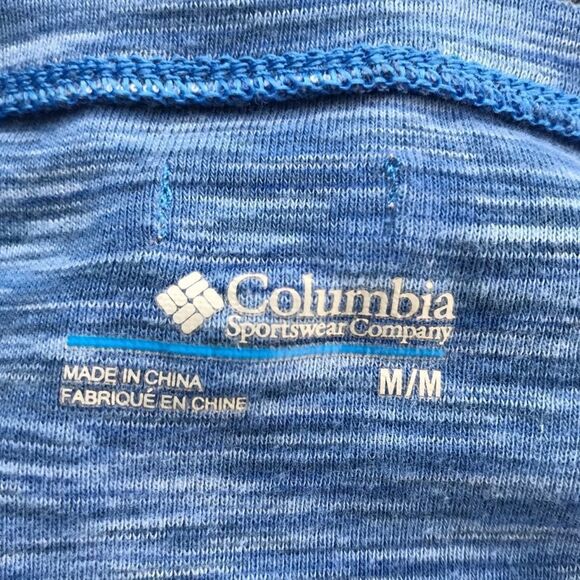 Columbia
Sportswear Company
MADE IN CHINA
FABRIQUÉ EN CHINE
M/M